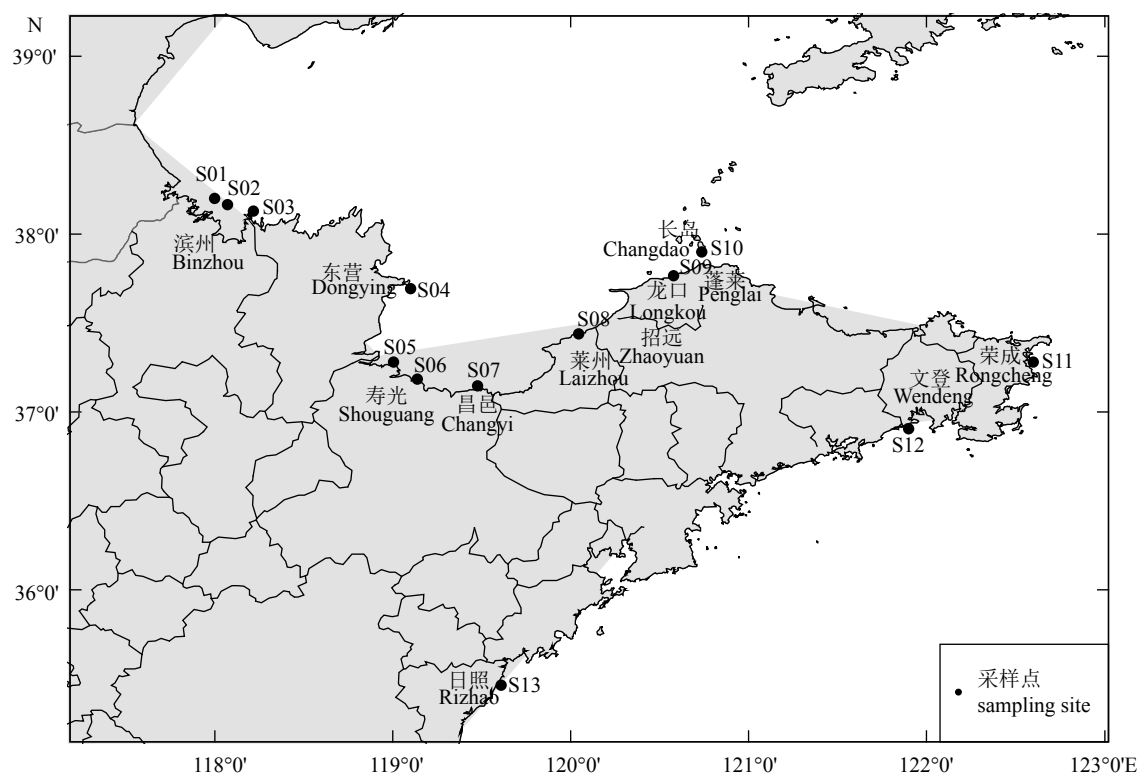 N
39°0'
S01
S02
S03
38°0'
滨州
Binzhou
长岛
Changdao
S10
S09
东营
Dongying
S04
蓬莱
Penglai
龙口
Longkou
S08
招远
Zhaoyuan
S05
S06
S07
莱州
Laizhou
荣成
Rongcheng
S11
文登
Wendeng
寿光
Shouguang
昌邑
Changyi
37°0'
S12
36°0'
日照
Rizhao
S13
采样点
sampling site
118°0'
119°0'
120°0'
121°0'
122°0'
123°0'E